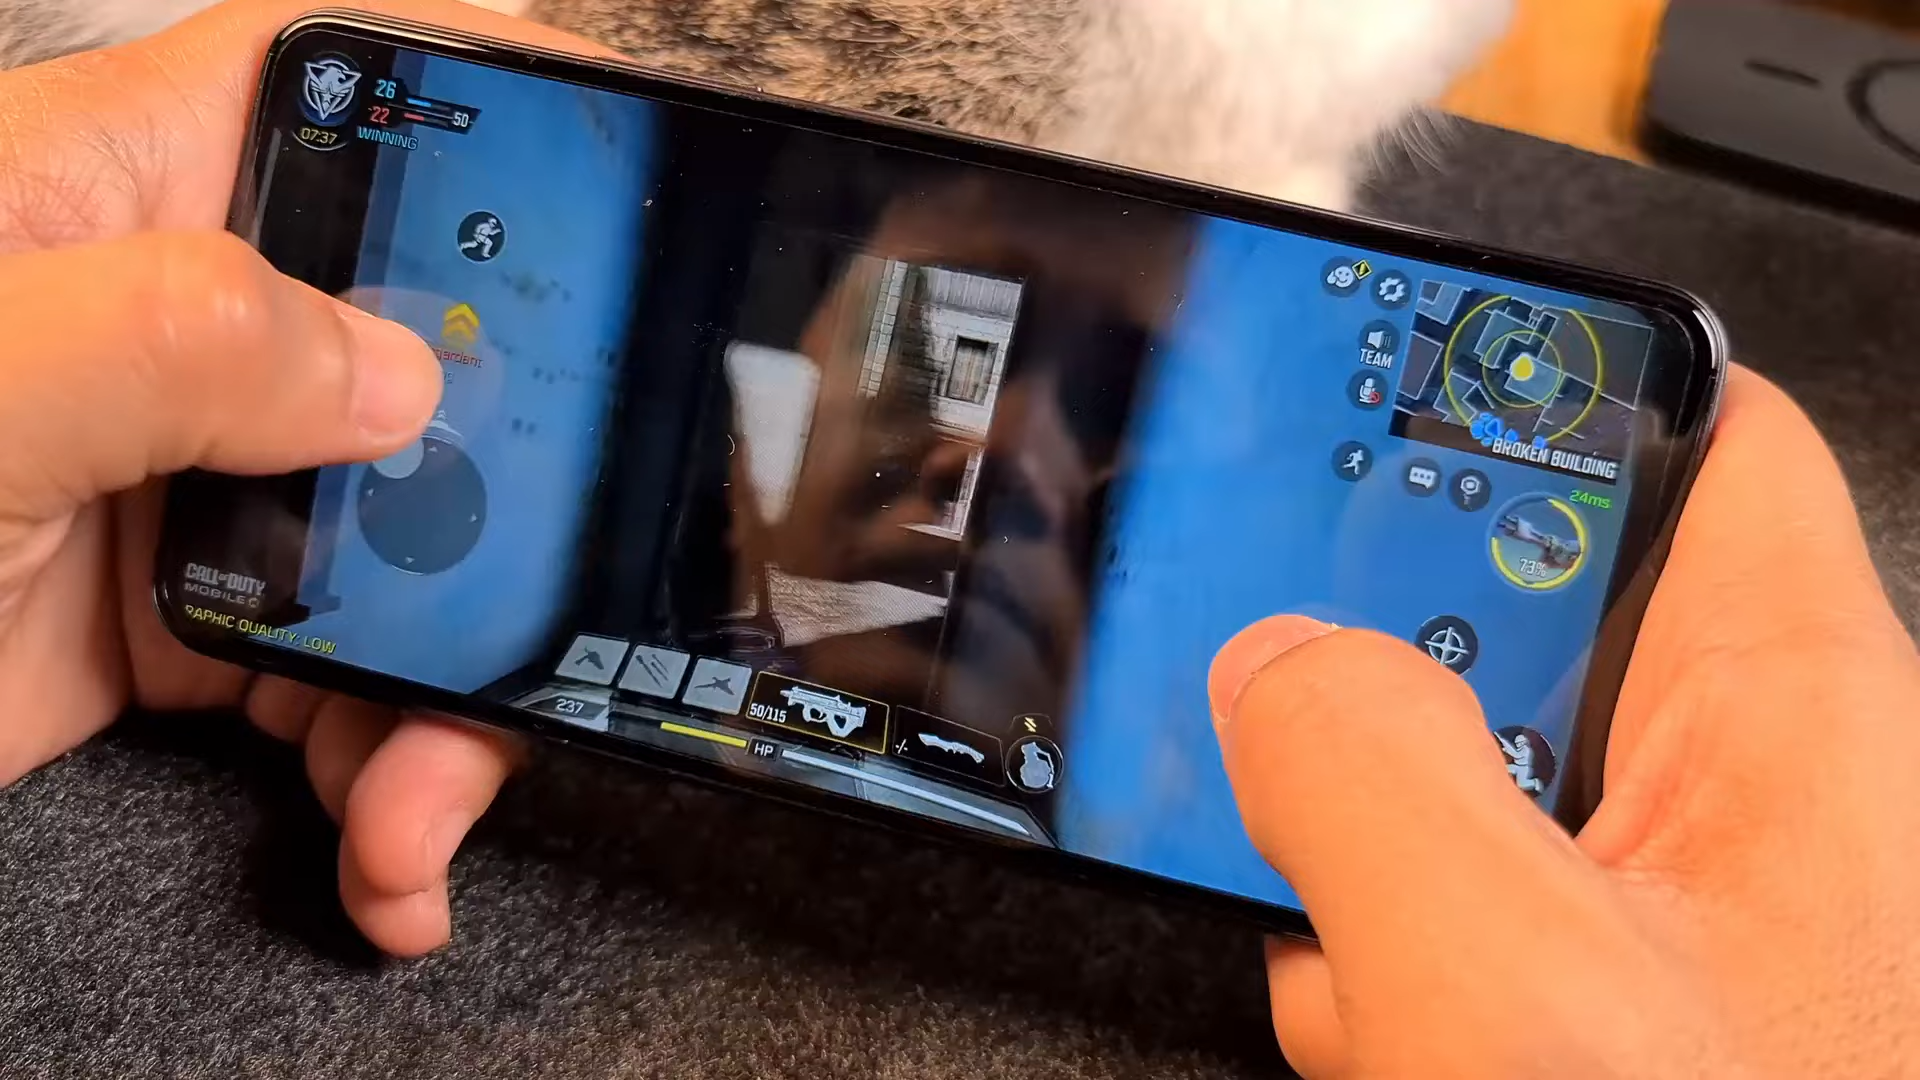 26
22
50
WINNING
07:37
TEAM
BROKEN BUILDING
24ms
73%
CALL OF DUTY
MOBILE
RAPHIC QUALITY: LOW
237
50/115
-/-
HP